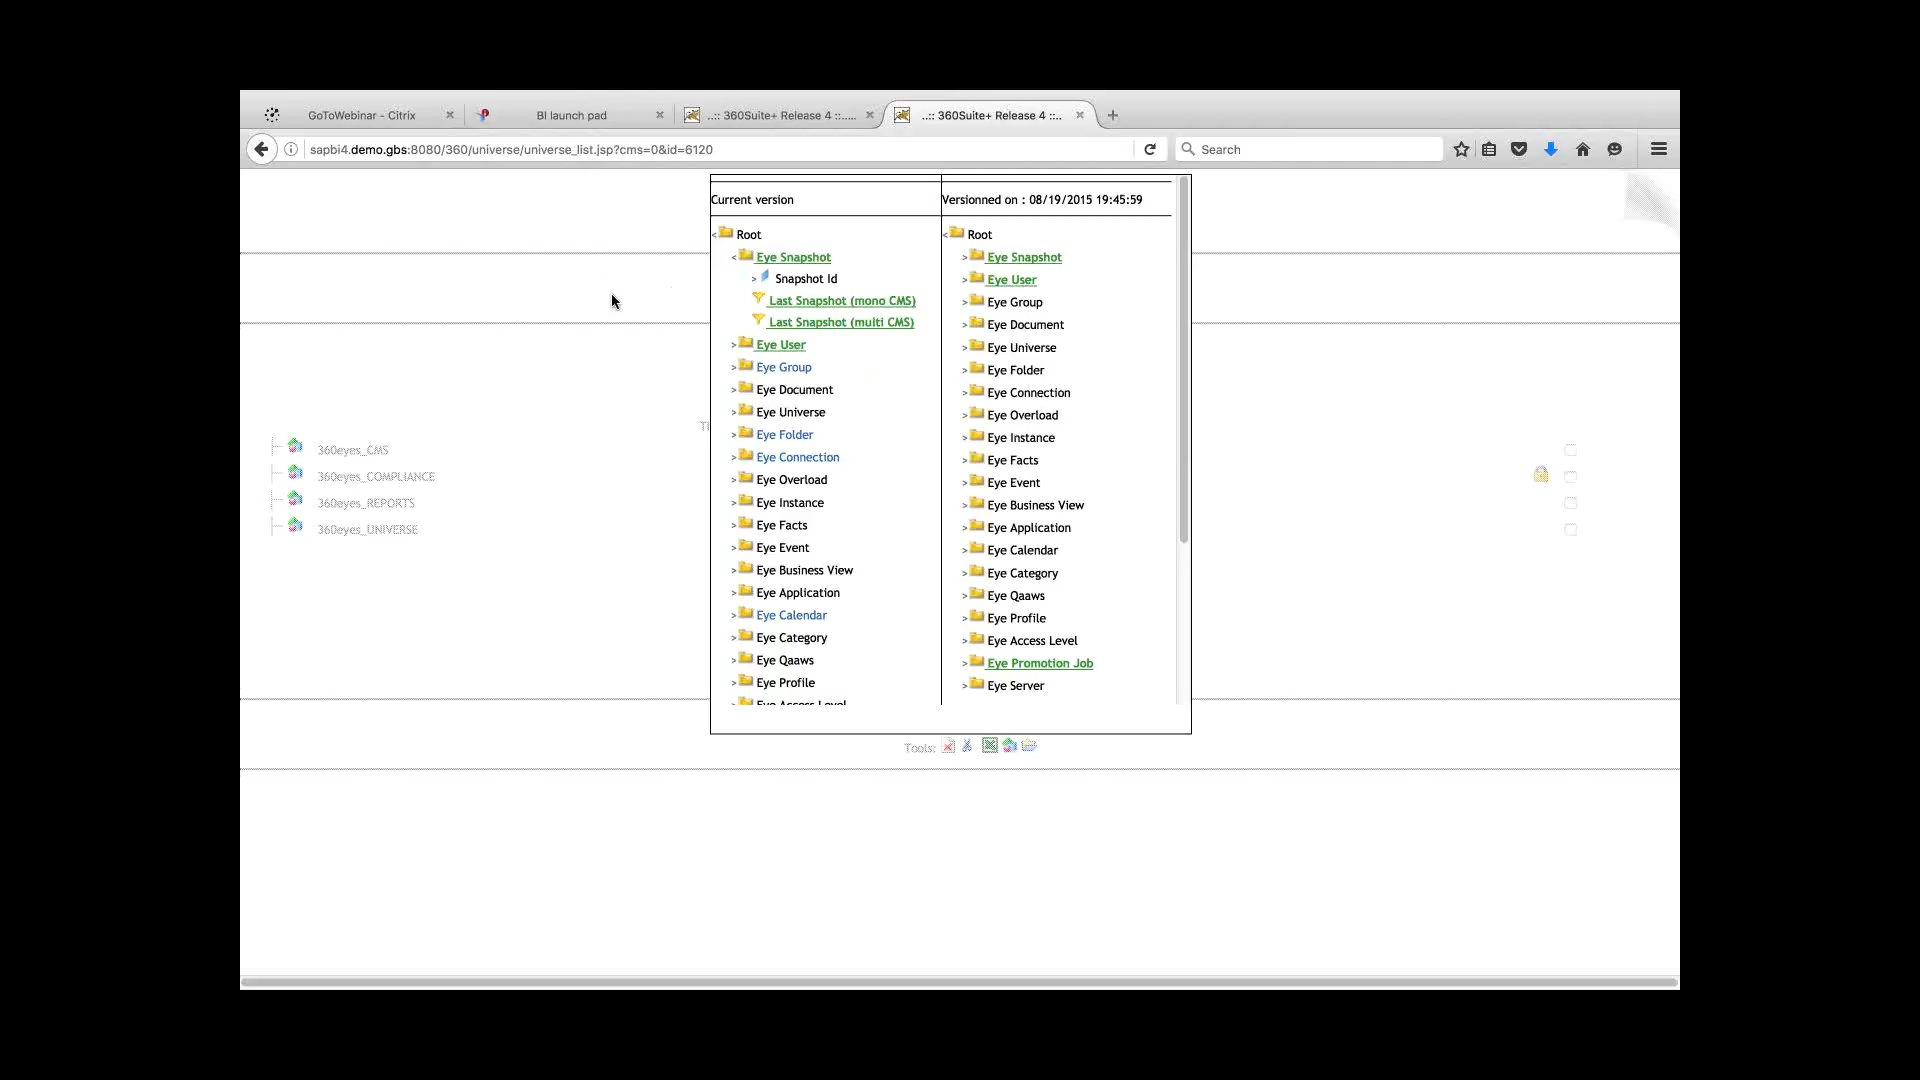 GoToWebinar - Citrix
BI launch pad
..:: 360Suite+ Release 4 ::.....
..:: 360Suite+ Release 4 ::..
sapbi4.demo.gbs:8080/360/universe/universe_list.jsp?cms=0&id=6120
Search
Current version
Versionned on : 08/19/2015 19:45:59
Root
Eye Snapshot
Snapshot Id
Last Snapshot (mono CMS)
Last Snapshot (multi CMS)
Eye User
Eye Group
Eye Document
Eye Universe
Eye Folder
Eye Connection
Eye Overload
Eye Instance
Eye Facts
Eye Event
Eye Business View
Eye Application
Eye Calendar
Eye Category
Eye Qaaws
Eye Profile
Eye Access Level
Root
Eye Snapshot
Eye User
Eye Group
Eye Document
Eye Universe
Eye Folder
Eye Connection
Eye Overload
Eye Instance
Eye Facts
Eye Event
Eye Business View
Eye Application
Eye Calendar
Eye Category
Eye Qaaws
Eye Profile
Eye Access Level
Eye Promotion Job
Eye Server
360eyes_CMS
360eyes_COMPLIANCE
360eyes_REPORTS
360eyes_UNIVERSE
Tools: